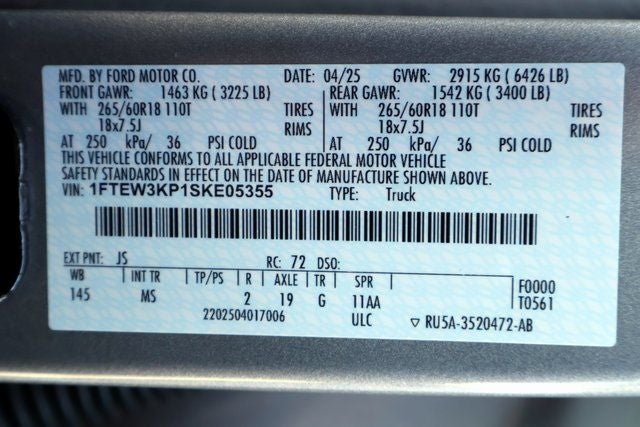 MFD. BY FORD MOTOR CO. DATE: 04/25 GVWR: 2915 KG ( 6426 LB)
FRONT GAWR: 1463 KG ( 3225 LB) REAR GAWR: 1542 KG ( 3400 LB)
WITH 265/60R18 110T TIRES WITH 265/60R18 110T TIRES
18x7.5J RIMS 18x7.5J RIMS
AT 250 kPa/ 36 PSI COLD AT 250 kPa/ 36 PSI COLD
THIS VEHICLE CONFORMS TO ALL APPLICABLE FEDERAL MOTOR VEHICLE
SAFETY STANDARDS IN EFFECT ON THE DATE OF MANUFACTURE SHOWN ABOVE.
VIN: 1FTEW3KP1SKE05355 TYPE: Truck
EXT PNT: JS RC: 72 DSO:
WB INT TR TP/PS R AXLE TR SPR F0000
145 MS 2 19 G 11AA T0561
2202504017006 ULC ▽ RU5A-3520472-AB